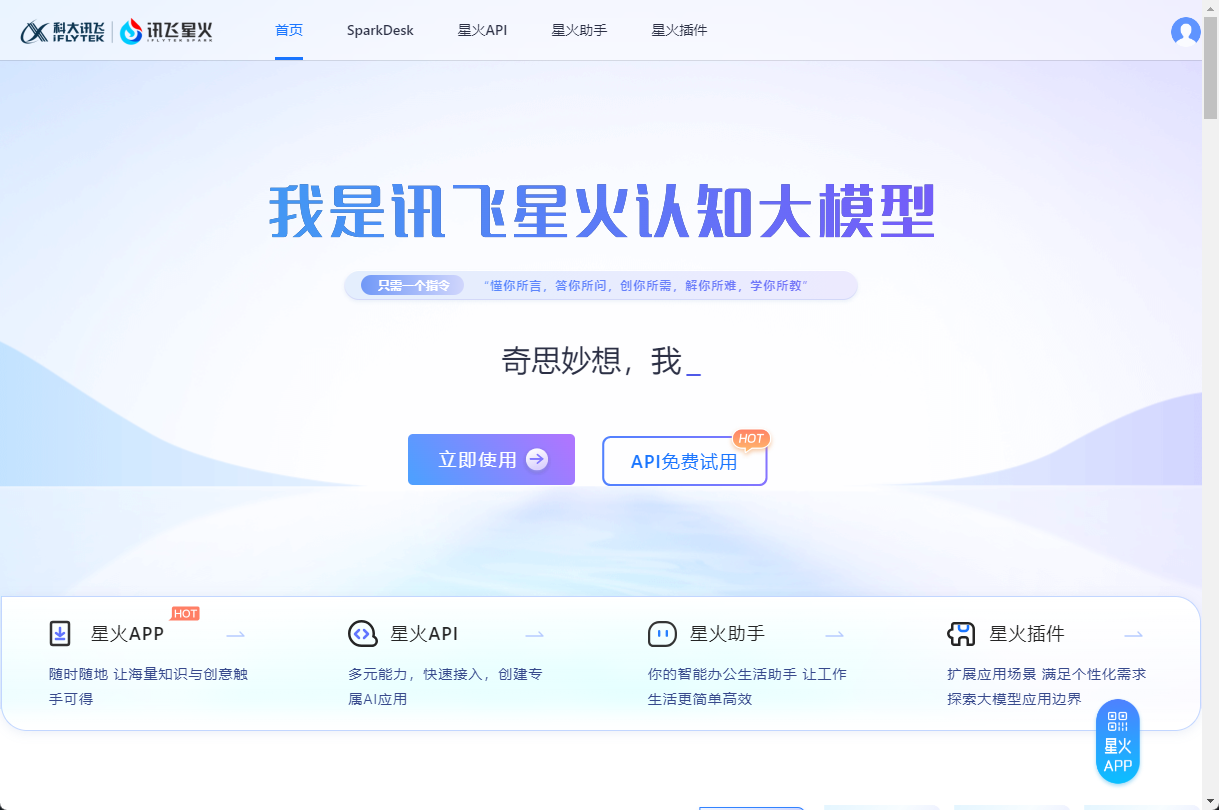 科大讯飞 iFLYTEK 讯飞星火 iFLYTEK SPARK
首页 SparkDesk 星火API 星火助手 星火插件
我是讯飞星火认知大模型
只需一个指令 “懂你所言，答你所问，创你所需，解你所难，学你所教”
奇思妙想，我_
HOT
立即使用 API免费试用
HOT
星火APP 星火API 星火助手 星火插件
随时随地 让海量知识与创意触
手可得
多元能力，快速接入，创建专
属AI应用
你的智能办公生活助手 让工作
生活更简单高效
扩展应用场景 满足个性化需求
探索大模型应用边界
星火
APP